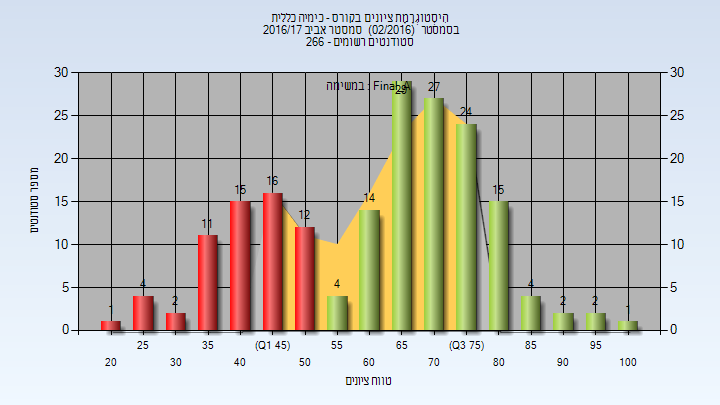 היסטוגרמת ציונים בקורס - כימיה כללית
בסמסטר (02/2016) סמסטר אביב 2016/17
סטודנטים רשומים - 266
במשימה : Final_A
מספר סטודנטים
30 30
25 25
20 20
15 15
10 10
5 5
0 0
1 4 2 11 15 16 12 4 14 29 27 24 15 4 2 2 1
25 35 (Q1 45) 55 65 (Q3 75) 85 95
20 30 40 50 60 70 80 90 100
טווח ציונים